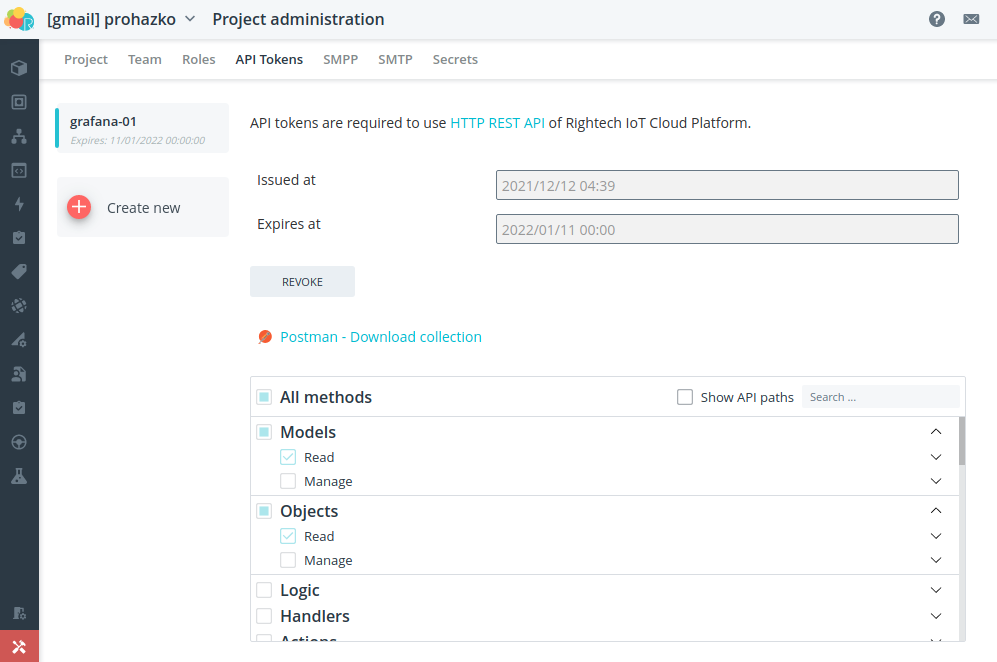 [gmail] prohazko Project administration
Project Team Roles API Tokens SMPP SMTP Secrets
grafana-01
Expires: 11/01/2022 00:00:00
Create new
API tokens are required to use HTTP REST API of Rightech IoT Cloud Platform.
Issued at 2021/12/12 04:39
Expires at 2022/01/11 00:00
REVOKE
Postman - Download collection
All methods Show API paths Search ...
Models
Read
Manage
Objects
Read
Manage
Logic
Handlers
Actions